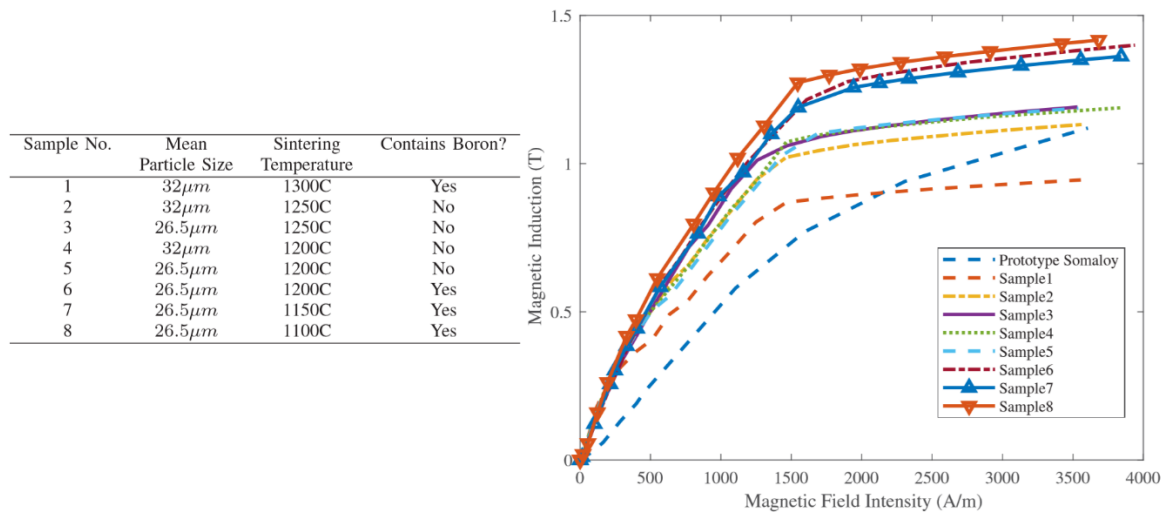 Sample No. Mean Sintering Contains Boron?
Particle Size Temperature
1 32μm 1300C Yes
2 32μm 1250C No
3 26.5μm 1250C No
4 32μm 1200C No
5 26.5μm 1200C No
6 26.5μm 1200C Yes
7 26.5μm 1150C Yes
8 26.5μm 1100C Yes
1.5
1
0.5
0
Magnetic Induction (T)
Prototype Somaloy
Sample1
Sample2
Sample3
Sample4
Sample5
Sample6
Sample7
Sample8
0 500 1000 1500 2000 2500 3000 3500 4000
Magnetic Field Intensity (A/m)